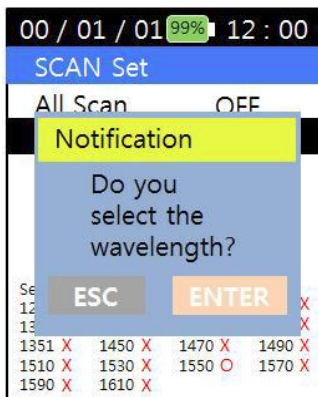 00 / 01 / 01 99% 12 : 00
SCAN Set
All Scan OFF
Notification
Do you
select the
wavelength?
ESC ENTER
X
X
1351 X 1450 X 1470 X 1490 X
1510 X 1530 X 1550 O 1570 X
1590 X 1610 X